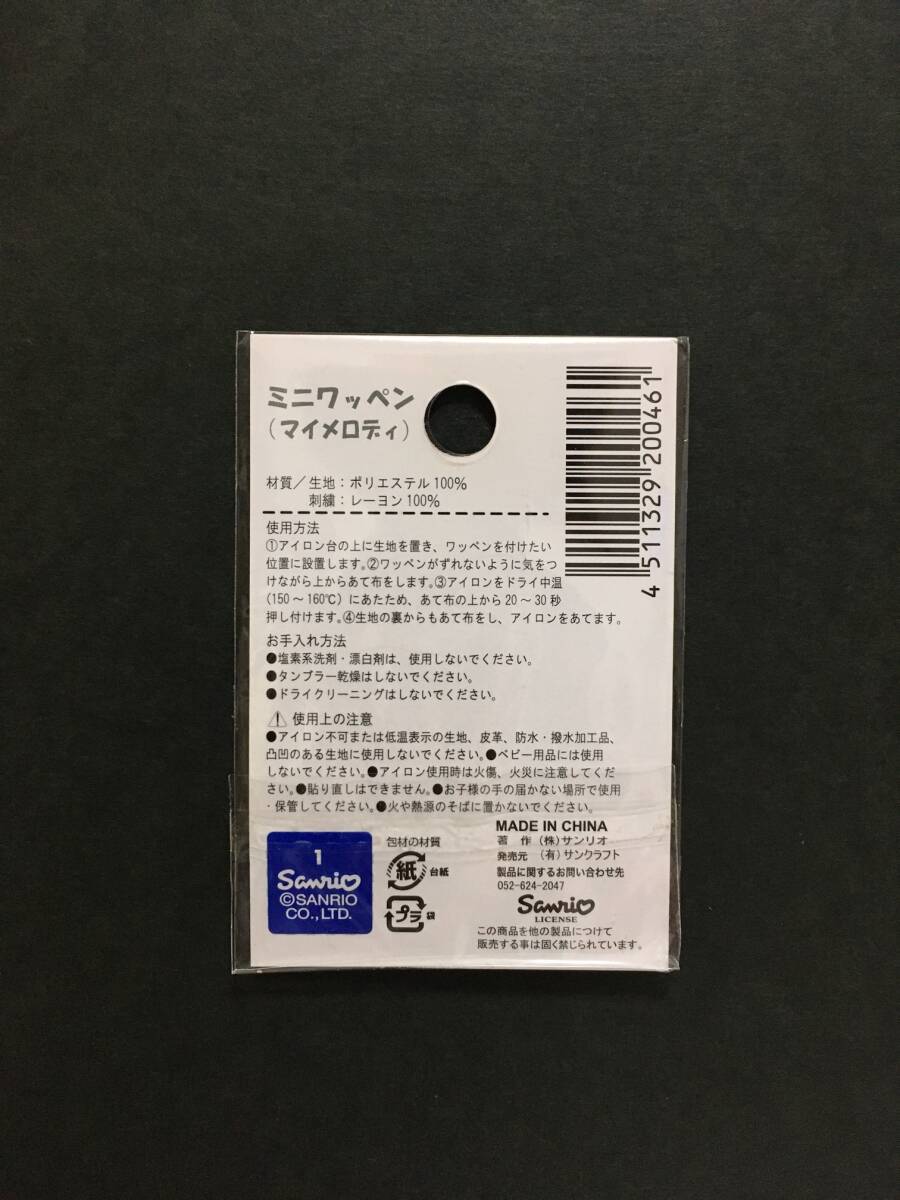 ミニワッペン
（マイメロディ）
材質／生地：ポリエステル100%
刺繍：レーヨン100%
使用方法
①アイロン台の上に生地を置き、ワッペンを付けたい
位置に設置します。②ワッペンがずれないように気をつ
けながら上からあて布をします。③アイロンをドライ中温
(150～160℃）にあたため、あて布の上から20～30秒
押し付けます。④生地の裏からもあて布をし、アイロンをあてます。
お手入れ方法
●塩素系洗剤・漂白剤は、使用しないでください。
●タンブラー乾燥はしないでください。
●ドライクリーニングはしないでください。
⚠ 使用上の注意
●アイロン不可または低温表示の生地、皮革、防水・撥水加工品、
凸凹のある生地に使用しないでください。●ベビー用品には使用
しないでください。●アイロン使用時は火傷、火災に注意してくだ
さい。●貼り直しはできません。●お子様の手の届かない場所で使用
・保管してください。●火や熱源のそばに置かないでください。
4511329200461
1
Sanrio
©SANRIO
CO.,LTD.
包材の材質
紙 台紙
プラ 袋
MADE IN CHINA
著　作 （株）サンリオ
発売元 （有）サンクラフト
製品に関するお問い合わせ先
052-624-2047
Sanrio
LICENSE
この商品を他の製品につけて
販売する事は固く禁じられています。